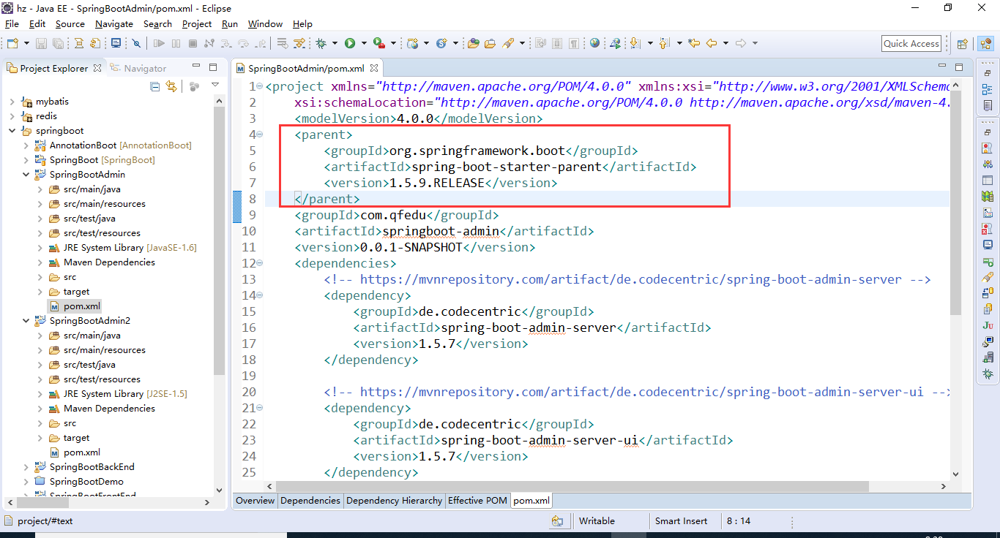 hz - Java EE - SpringBootAdmin/pom.xml - Eclipse
File Edit Source Navigate Search Project Run Window Help
Quick Access
Project Explorer
Navigator
mybatis
redis
springboot
AnnotationBoot [AnnotationBoot]
SpringBoot [SpringBoot]
SpringBootAdmin
src/main/java
src/main/resources
src/test/java
src/test/resources
JRE System Library [JavaSE-1.6]
Maven Dependencies
src
target
pom.xml
SpringBootAdmin2
src/main/java
src/main/resources
src/test/java
src/test/resources
JRE System Library [J2SE-1.5]
Maven Dependencies
src
target
pom.xml
SpringBootBackEnd
SpringBootDemo
SpringBootFrontEnd
SpringBootAdmin/pom.xml
1 <project xmlns="http://maven.apache.org/POM/4.0.0" xmlns:xsi="http://www.w3.org/2001/XMLSchema
2 xsi:schemaLocation="http://maven.apache.org/POM/4.0.0 http://maven.apache.org/xsd/maven-4.
3 <modelVersion>4.0.0</modelVersion>
4 <parent>
5 <groupId>org.springframework.boot</groupId>
6 <artifactId>spring-boot-starter-parent</artifactId>
7 <version>1.5.9.RELEASE</version>
8 </parent>
9 <groupId>com.qfedu</groupId>
10 <artifactId>springboot-admin</artifactId>
11 <version>0.0.1-SNAPSHOT</version>
12 <dependencies>
13 <!-- https://mvnrepository.com/artifact/de.codecentric/spring-boot-admin-server -->
14 <dependency>
15 <groupId>de.codecentric</groupId>
16 <artifactId>spring-boot-admin-server</artifactId>
17 <version>1.5.7</version>
18 </dependency>
19
20 <!-- https://mvnrepository.com/artifact/de.codecentric/spring-boot-admin-server-ui -->
21 <dependency>
22 <groupId>de.codecentric</groupId>
23 <artifactId>spring-boot-admin-server-ui</artifactId>
24 <version>1.5.7</version>
25 </dependency>
Overview Dependencies Dependency Hierarchy Effective POM pom.xml
Ju
project/#text
Writable
Smart Insert
8 : 14